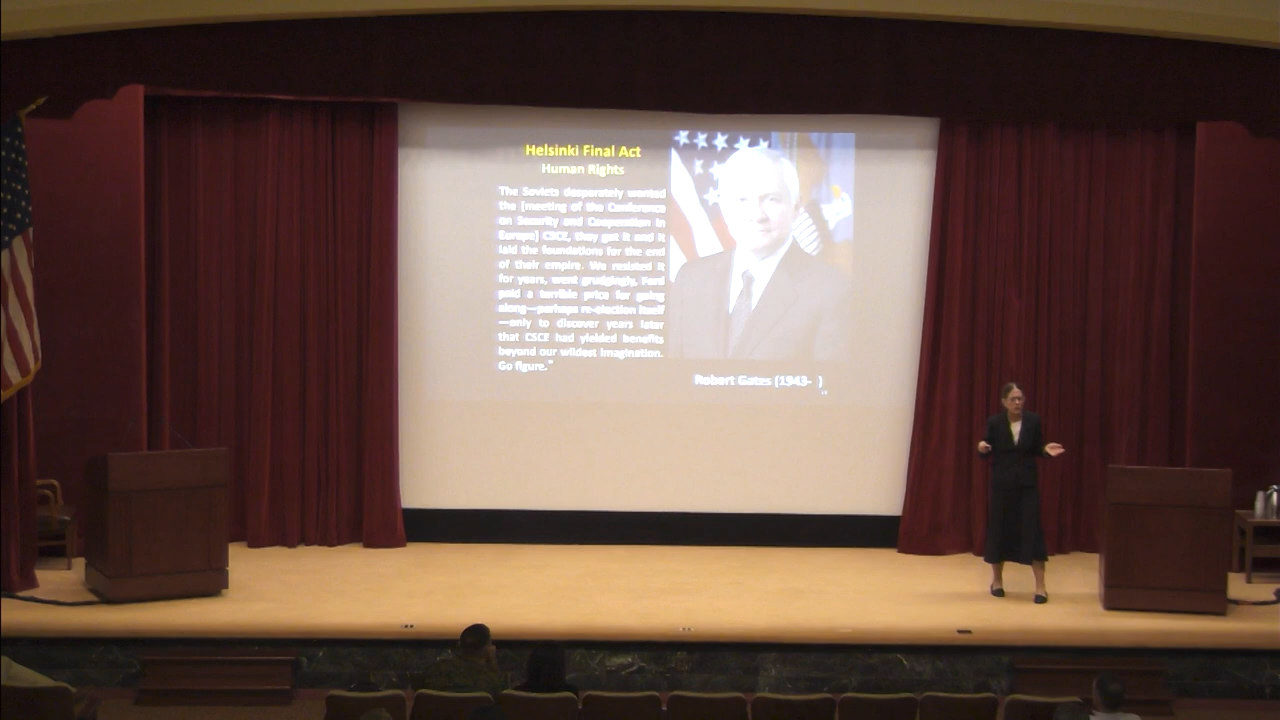 Helsinki Final Act
Human Rights
The Soviets desperately wanted
the [meeting of the Conference
on Security and Cooperation in
Europe] CSCE, they got it and it
laid the foundations for the end
of their empire. We resisted it
for years, went grudgingly, Ford
paid a terrible price for going
along—perhaps re-election itself
—only to discover years later
that CSCE had yielded benefits
beyond our wildest imagination.
Go figure."
Robert Gates (1943- )
"